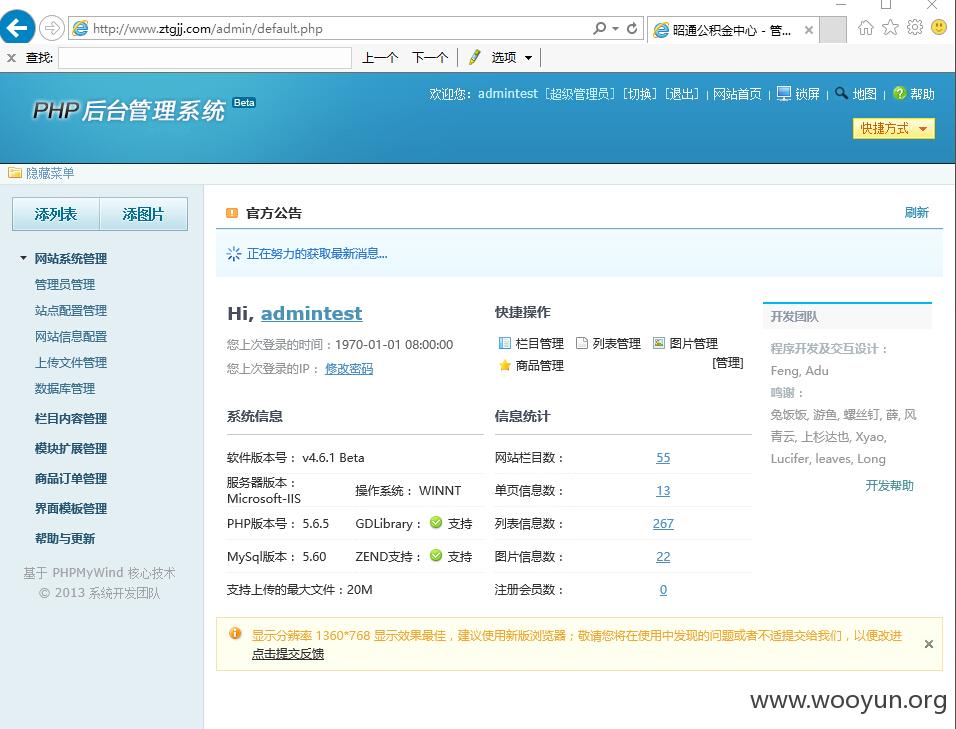 http://www.ztgjj.com/admin/default.php
昭通公积金中心 - 管...
查找:
上一个 下一个 选项
PHP后台管理系统 Beta
欢迎您: admintest [超级管理员] [切换] [退出] | 网站首页 | 锁屏 | 地图 | 帮助
快捷方式
隐藏菜单
添列表 添图片
网站系统管理
管理员管理
站点配置管理
网站信息配置
上传文件管理
数据库管理
栏目内容管理
模块扩展管理
商品订单管理
界面模板管理
帮助与更新
基于 PHPMyWind 核心技术
© 2013 系统开发团队
官方公告 刷新
正在努力的获取最新消息...
Hi, admintest
您上次登录的时间：1970-01-01 08:00:00
您上次登录的IP： 修改密码
快捷操作
栏目管理 列表管理 图片管理
商品管理 [管理]
系统信息
软件版本号： v4.6.1 Beta
服务器版本：
Microsoft-IIS 操作系统： WINNT
PHP版本号： 5.6.5 GDLibrary： 支持
MySql版本： 5.60 ZEND支持： 支持
支持上传的最大文件：20M
信息统计
网站栏目数： 55
单页信息数： 13
列表信息数： 267
图片信息数： 22
注册会员数： 0
开发团队
程序开发及交互设计：
Feng, Adu
鸣谢：
兔饭饭, 游鱼, 螺丝钉, 薛, 风
青云, 上杉达也, Xyao,
Lucifer, leaves, Long
开发帮助
显示分辨率 1360*768 显示效果最佳，建议使用新版浏览器；敬请您将在使用中发现的问题或者不适提交给我们，以便改进
点击提交反馈
www.wooyun.org